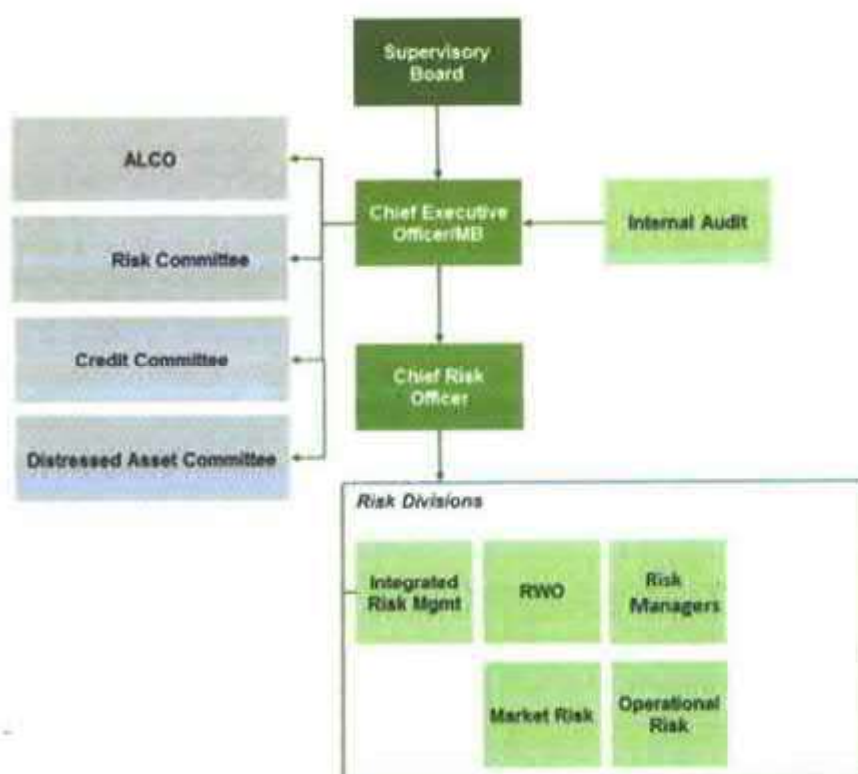 Supervisory
Board
ALCO
Chief Executive
Officer/MB
Internal Audit
Risk Committee
Credit Committee
Chief Risk
Officer
Distressed Asset Committee
Risk Divisions
Integrated
Risk Mgmt
RWO
Risk
Managers
Market Risk
Operational
Risk